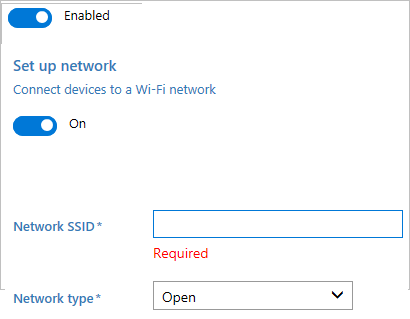 Enabled
Set up network
Connect devices to a Wi-Fi network
On
Network SSID *
Required
Network type *
Open